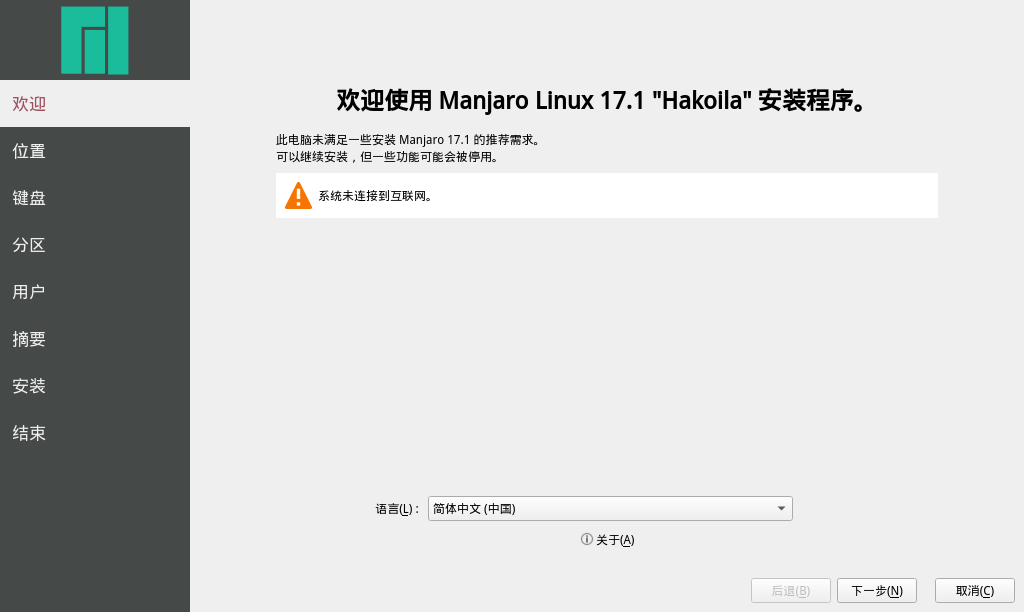 欢迎
位置
键盘
分区
用户
摘要
安装
结束
欢迎使用 Manjaro Linux 17.1 "Hakoila" 安装程序。
此电脑未满足一些安装 Manjaro 17.1 的推荐需求。
可以继续安装，但一些功能可能会被停用。
系统未连接到互联网。
语言(L)： 简体中文 (中国)
关于(A)
后退(B) 下一步(N) 取消(C)